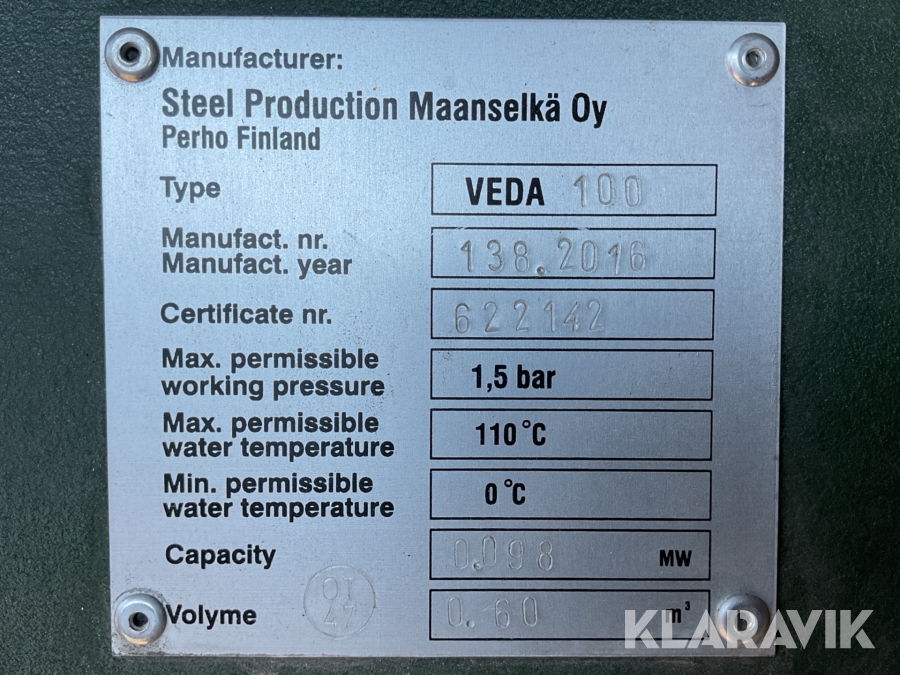 Manufacturer:
Steel Production Maanselkä Oy
Perho Finland
Type VEDA 100
Manufact. nr.
Manufact. year 138.2016
Certificate nr. 622142
Max. permissible
working pressure 1,5 bar
Max. permissible
water temperature 110°C
Min. permissible
water temperature 0°C
Capacity 0.098 MW
Volyme 0.60 m³
KLARAVIK